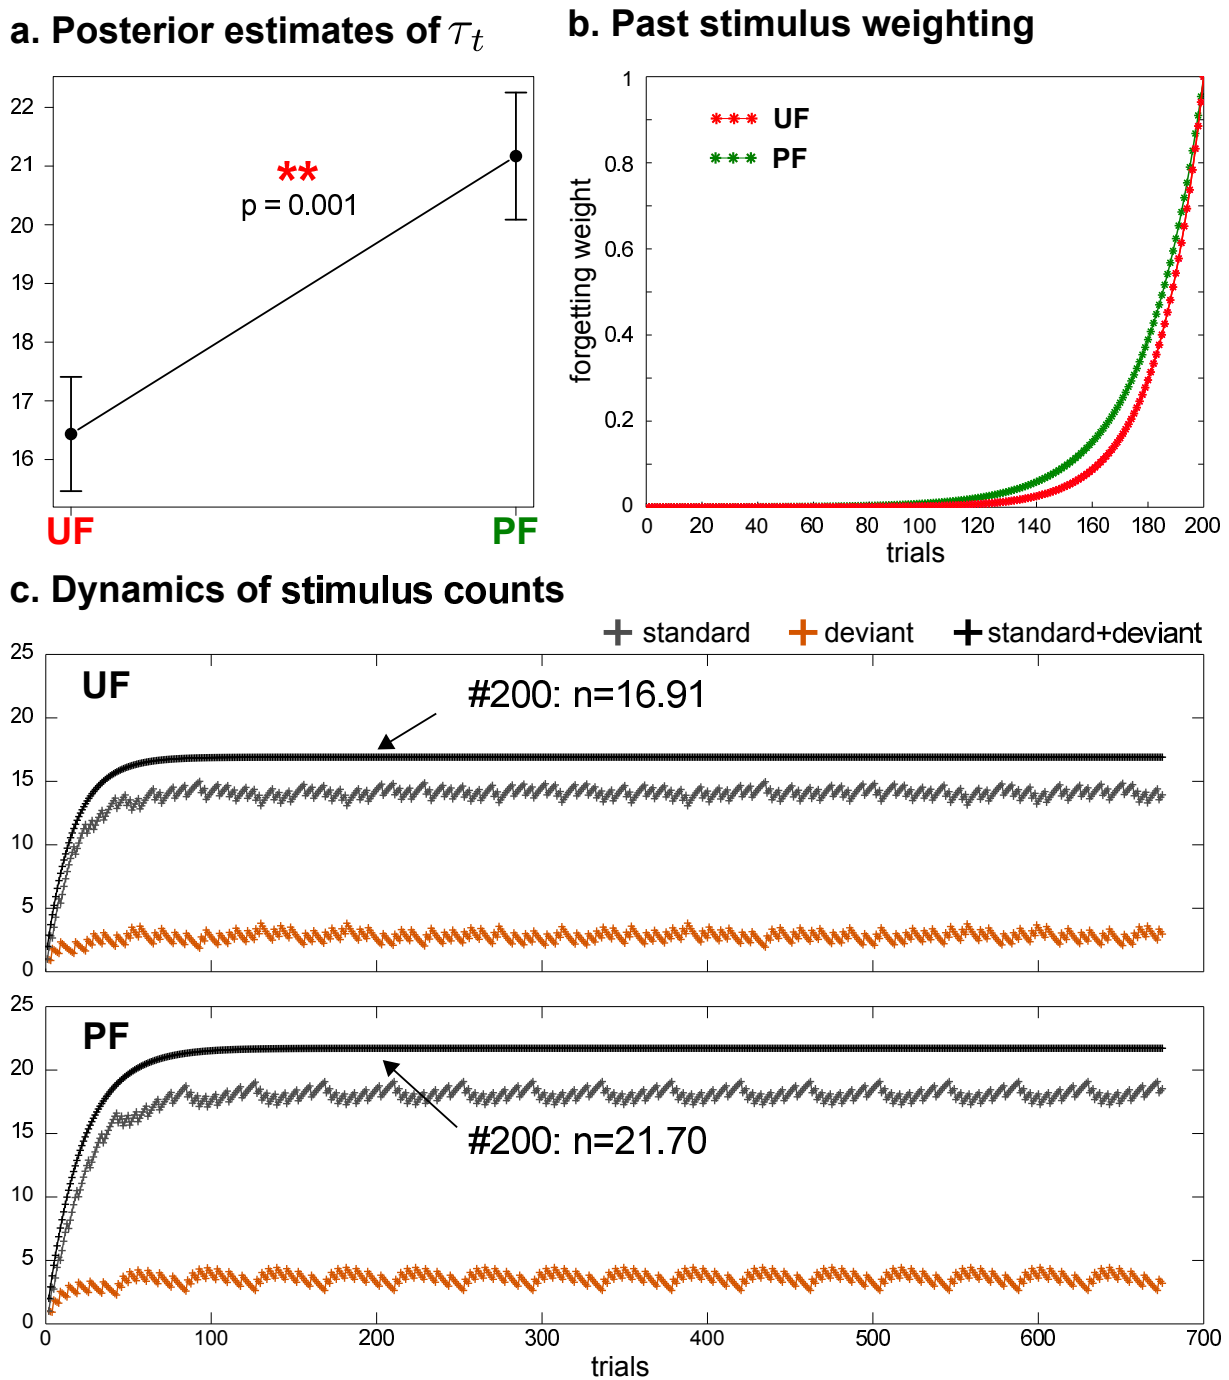 a. Posterior estimates of τt
b. Past stimulus weighting
22
21
20
19
18
17
16
**
p = 0.001
UF
PF
1
0.8
0.6
0.4
0.2
0
forgetting weight
UF
PF
0 20 40 60 80 100 120 140 160 180 200
trials
c. Dynamics of stimulus counts
standard deviant standard+deviant
25
20
15
10
5
0
UF
#200: n=16.91
25
20
15
10
5
0
PF
#200: n=21.70
0 100 200 300 400 500 600 700
trials